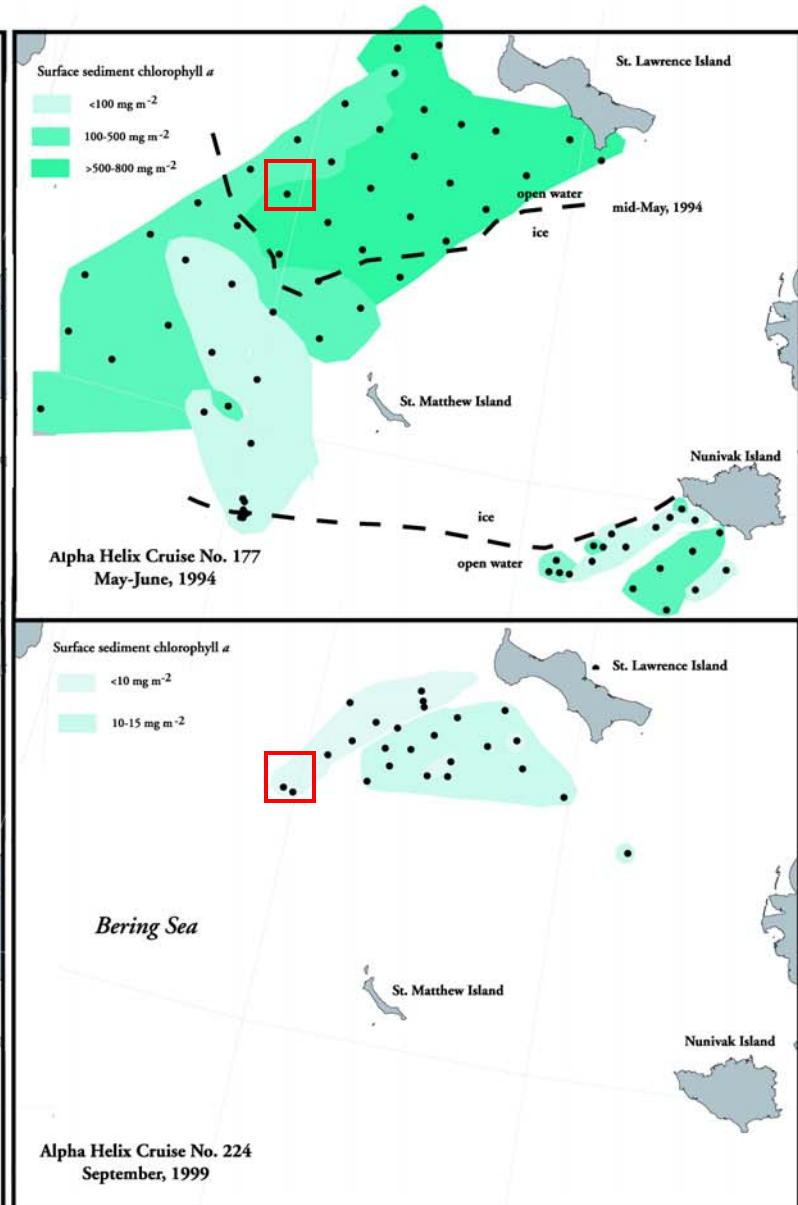 Surface sediment chlorophyll a
<100 mg m-2
100-500 mg m-2
>500-800 mg m-2
St. Lawrence Island
open water
mid-May, 1994
ice
St. Matthew Island
Nunivak Island
ice
open water
Alpha Helix Cruise No. 177
May-June, 1994
Surface sediment chlorophyll a
<10 mg m-2
10-15 mg m-2
St. Lawrence Island
Bering Sea
St. Matthew Island
Nunivak Island
Alpha Helix Cruise No. 224
September, 1999